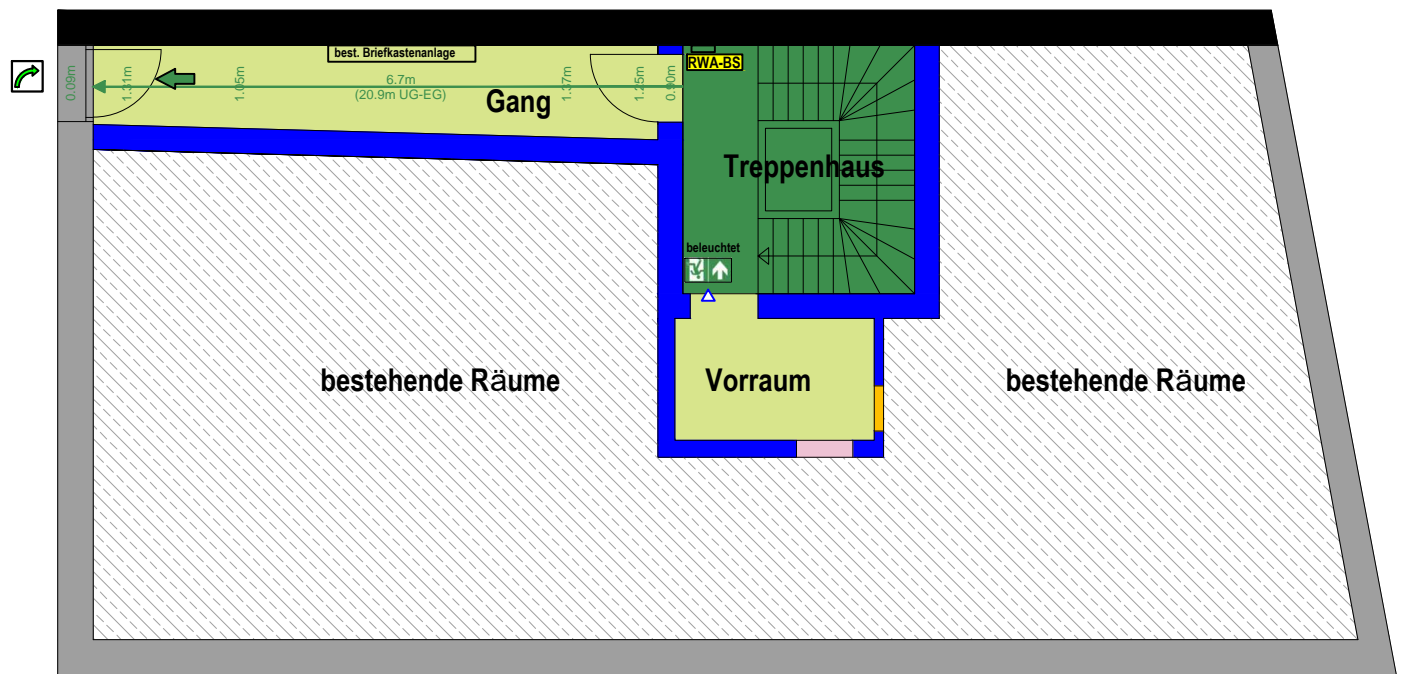 best. Briefkastenanlage
RWA-BS
0.09m
1.31m
1.05m
6.7m
(20.9m UG-EG)
Gang
1.37m
1.25m
0.90m
Treppenhaus
beleuchtet
bestehende Räume
Vorraum
bestehende Räume